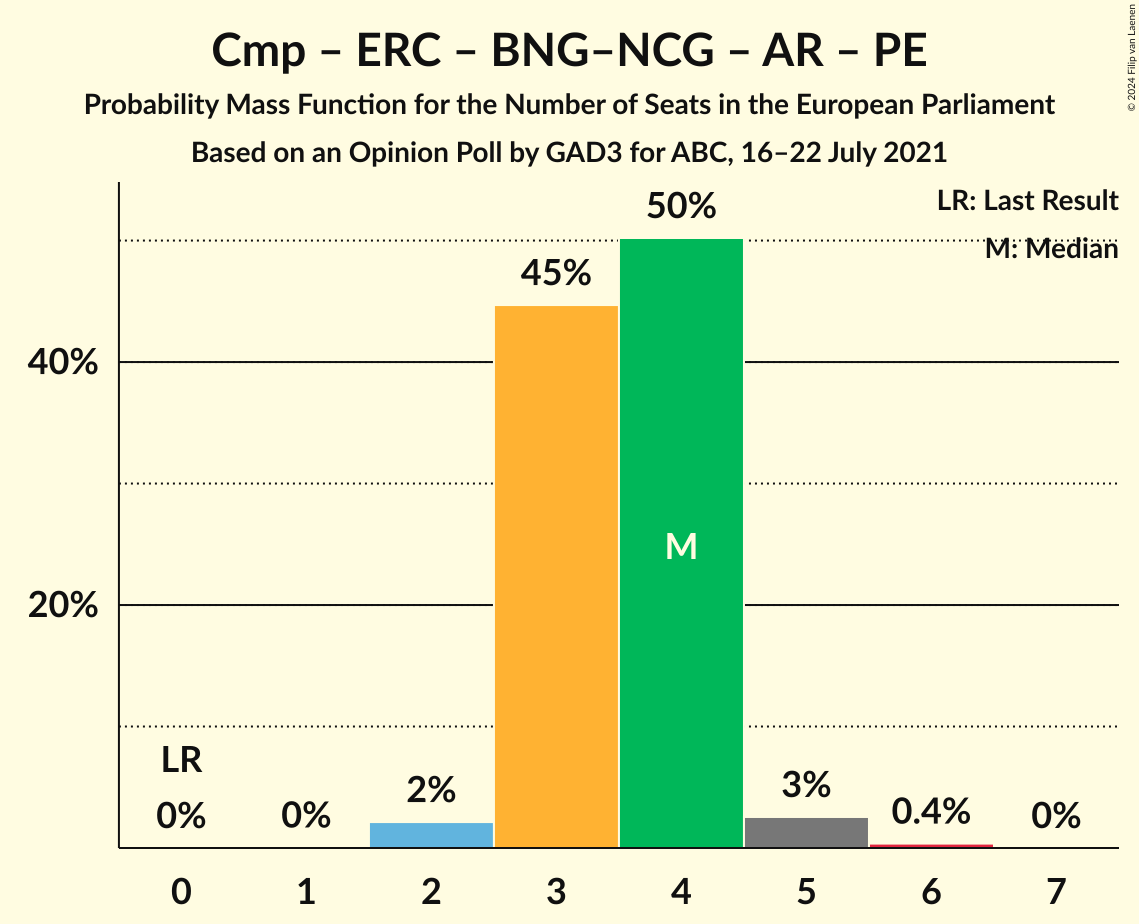 Cmp – ERC – BNG–NCG – AR – PE
Probability Mass Function for the Number of Seats in the European Parliament
Based on an Opinion Poll by GAD3 for ABC, 16–22 July 2021
© 2024 Filip van Laenen
LR: Last Result
M: Median
50%
45%
40%
M
20%
LR
0%
0%
2%
3%
0.4%
0%
0
1
2
3
4
5
6
7